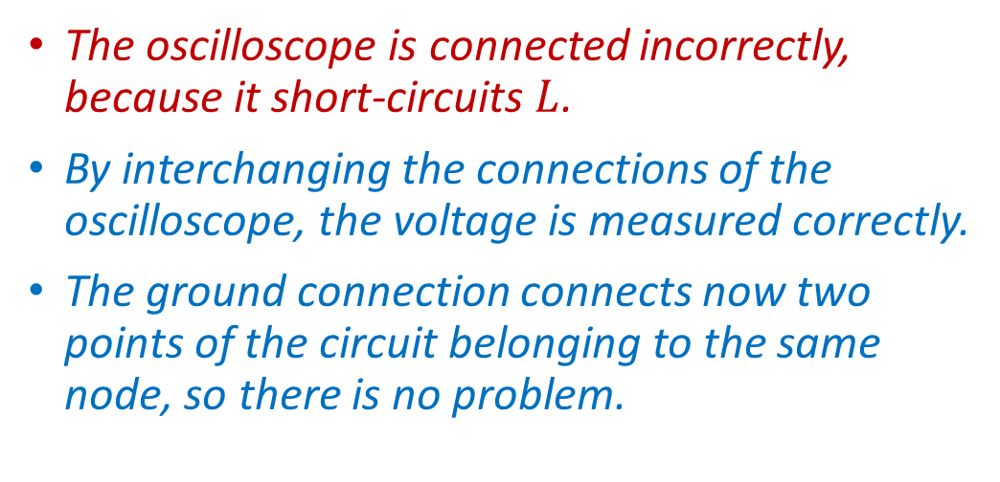 • The oscilloscope is connected incorrectly,
because it short-circuits L.
• By interchanging the connections of the
oscilloscope, the voltage is measured correctly.
• The ground connection connects now two
points of the circuit belonging to the same
node, so there is no problem.